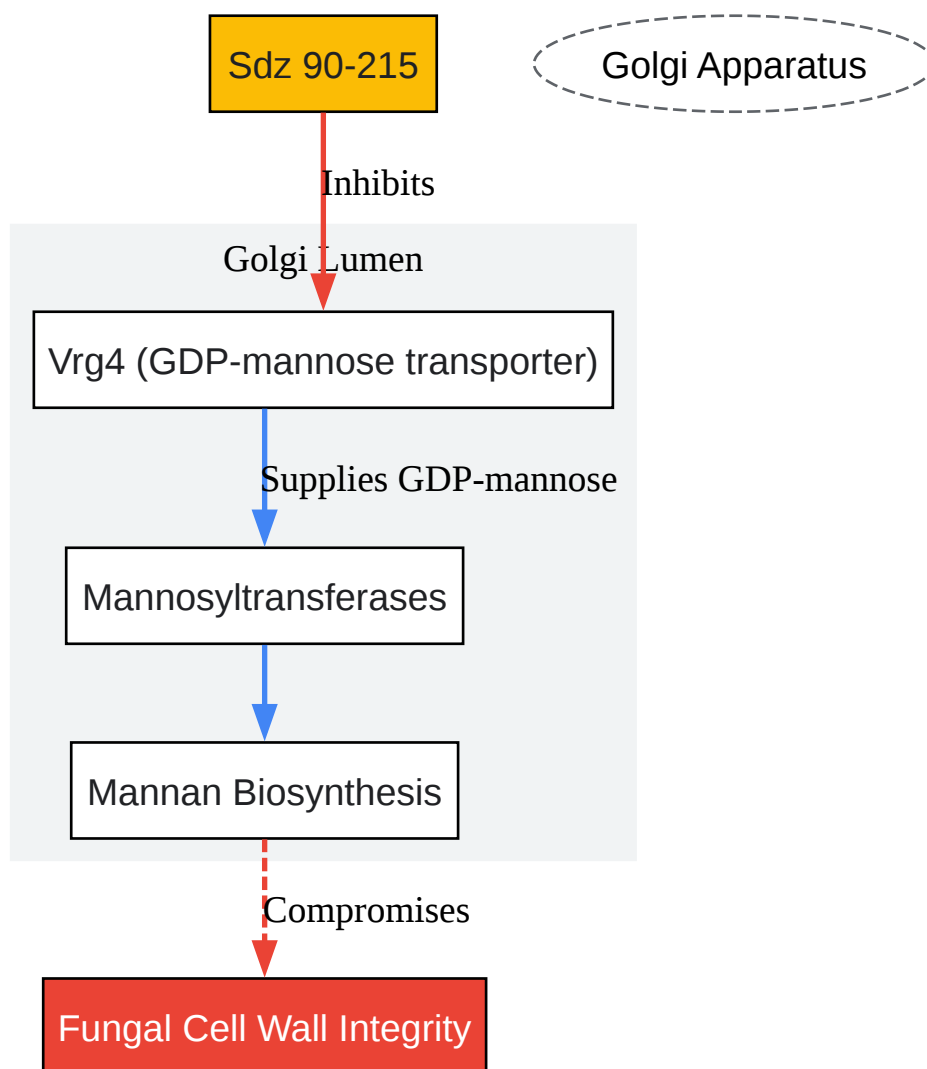 Sdz 90-215
Golgi Apparatus
Inhibits
Golgi Lumen
Vrg4 (GDP-mannose transporter)
Supplies GDP-mannose
Mannosyltransferases
Mannan Biosynthesis
Compromises
Fungal Cell Wall Integrity